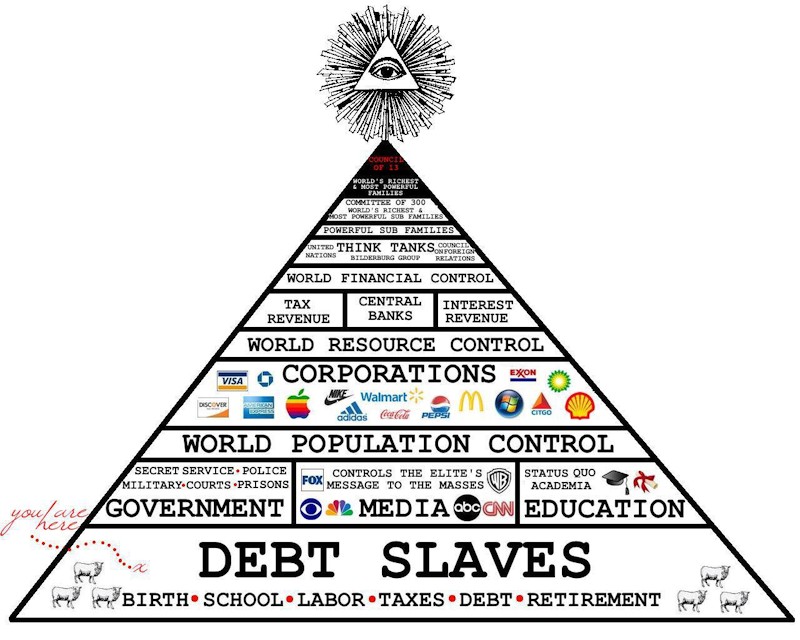 COUNCIL
OF 13
WORLD'S RICHEST
& MOST POWERFUL
FAMILIES
COMMITTEE OF 300
WORLD'S RICHEST &
MOST POWERFUL SUB FAMILIES
POWERFUL SUB FAMILIES
UNITED
NATIONS
THINK TANKS
BILDERBURG GROUP
COUNCIL
ONFOREIGN
RELATIONS
WORLD FINANCIAL CONTROL
TAX
REVENUE
CENTRAL
BANKS
INTEREST
REVENUE
WORLD RESOURCE CONTROL
CORPORATIONS
VISA
EXXON
bp
DISCOVER
AMERICAN
EXPRESS
NIKE
adidas
Walmart
Coca-Cola
PEPSI
CITGO
WORLD POPULATION CONTROL
SECRET SERVICE•POLICE
MILITARY•COURTS•PRISONS
GOVERNMENT
FOX
CONTROLS THE ELITE'S
MESSAGE TO THE MASSES
WB
MEDIA
abc
CNN
STATUS QUO
ACADEMIA
EDUCATION
you are
here
x
DEBT SLAVES
BIRTH•SCHOOL•LABOR•TAXES•DEBT•RETIREMENT